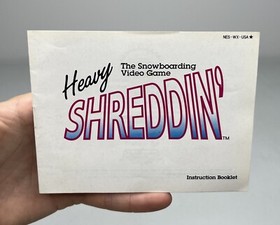 NES-WX-USA
Heavy
The Snowboarding
Video Game
SHREDDIN'™
Instruction Booklet